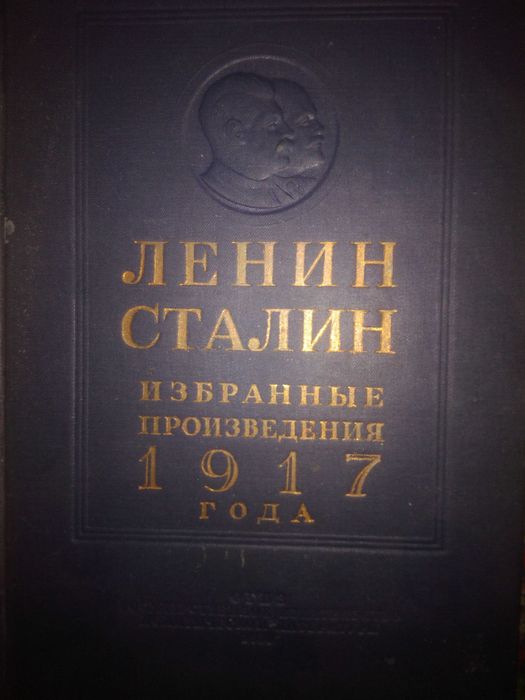 ЛЕНИН
СТАЛИН
ИЗБРАННЫЕ
ПРОИЗВЕДЕНИЯ
1917
ГОДА